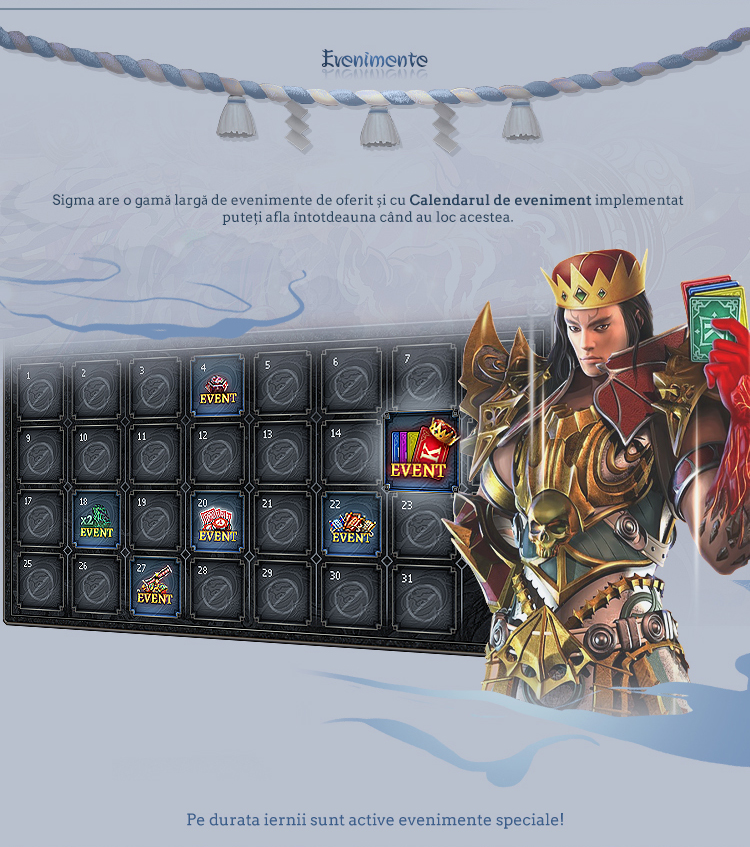 Evenimente
Sigma are o gamă largă de evenimente de oferit și cu Calendarul de eveniment implementat
puteți afla întotdeauna când au loc acestea.
1 2 3 4 5 6 7
EVENT
9 10 11 12 13 14
EVENT
K
17 18 19 20 21 22 23
x2
EVENT EVENT EVENT
25 26 27 28 29 30 31
EVENT
Pe durata iernii sunt active evenimente speciale!